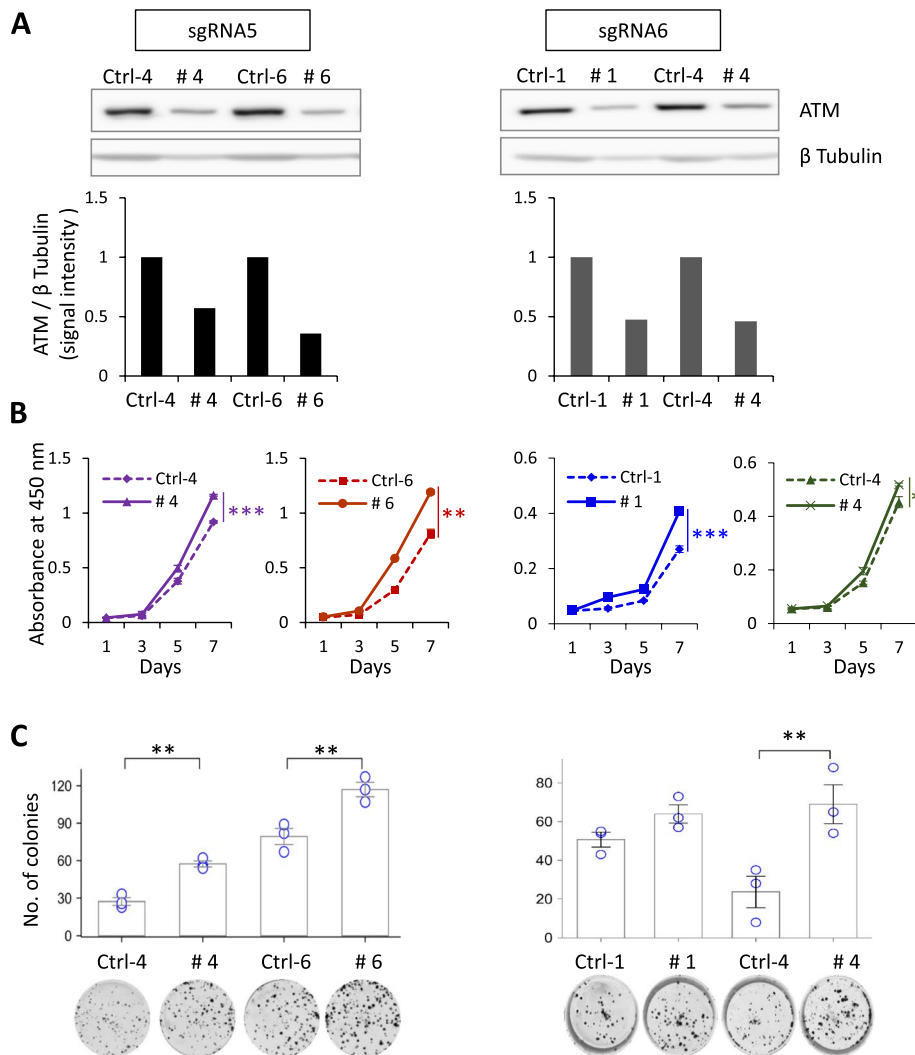 A
sgRNA5
sgRNA6
Ctrl-4 # 4 Ctrl-6 # 6
Ctrl-1 # 1 Ctrl-4 # 4
ATM
β Tubulin
ATM / β Tubulin
(signal intensity )
1.5
1
0.5
0
Ctrl-4 # 4 Ctrl-6 # 6
1.5
1
0.5
0
Ctrl-1 # 1 Ctrl-4 # 4
B
Absorbance at 450 nm
1.5
1
0.5
0
Ctrl-4
# 4
***
1 3 5 7
Days
1.5
1
0.5
0
Ctrl-6
# 6
**
1 3 5 7
Days
0.6
0.4
0.2
0
Ctrl-1
# 1
***
1 3 5 7
Days
0.6
0.4
0.2
0
Ctrl-4
# 4
1 3 5 7
Days
C
No. of colonies
120
90
60
30
0
** **
Ctrl-4 # 4 Ctrl-6 # 6
80
60
40
20
0
**
Ctrl-1 # 1 Ctrl-4 # 4